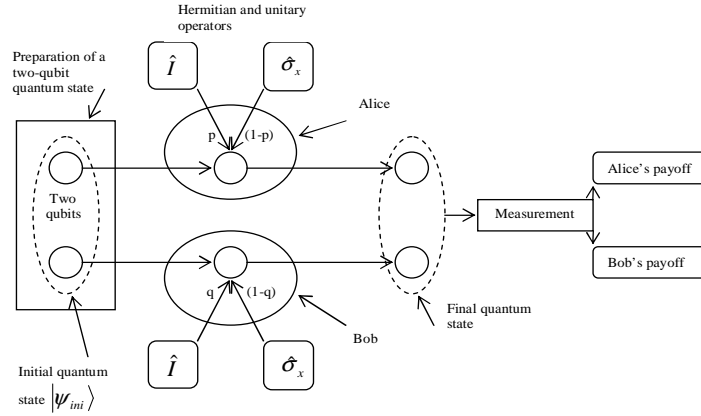 Hermitian and unitary
operators
Preparation of a
two-qubit
quantum state
Î
σ̂ₓ
Alice
p
(1-p)
Two
qubits
Alice’s payoff
Measurement
Bob’s payoff
q
(1-q)
Bob
Final quantum
state
Î
σ̂ₓ
Initial quantum
state |ψ_ini⟩